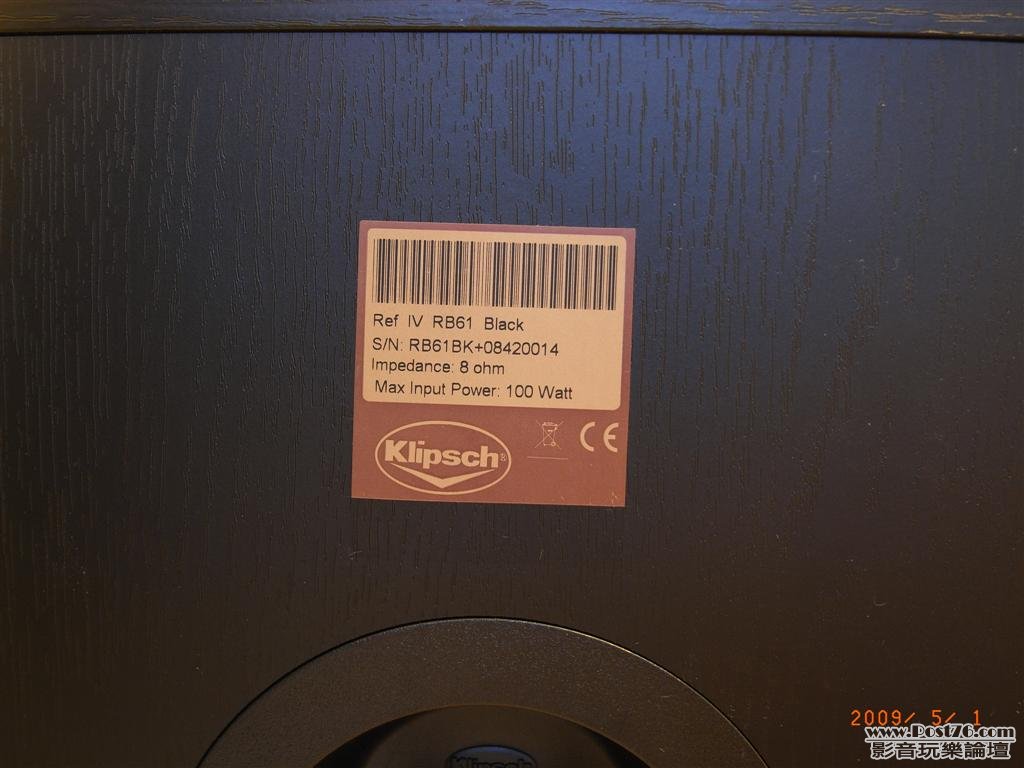 Ref IV RB61 Black
S/N: RB61BK+08420014
Impedance: 8 ohm
Max Input Power: 100 Watt
Klipsch®
CE
Klipsch
2009/ 5/ 1
www.Post76.com
影音玩樂論壇